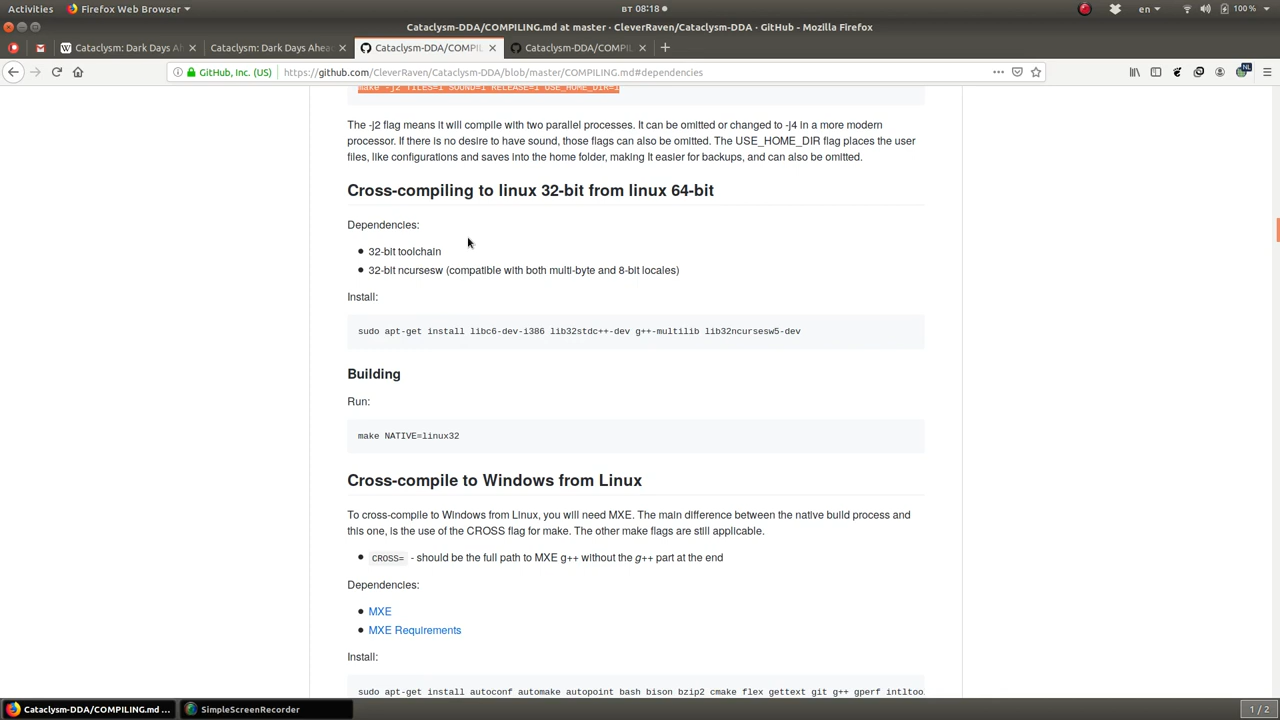 Activities
Firefox Web Browser
вт 08:18
en
100 %
Cataclysm-DDA/COMPILING.md at master · CleverRaven/Cataclysm-DDA · GitHub - Mozilla Firefox
Cataclysm: Dark Days A
Cataclysm: Dark Days Ahea
Cataclysm-DDA/COMPIL
Cataclysm-DDA/COMPIL
GitHub, Inc. (US)
https://github.com/CleverRaven/Cataclysm-DDA/blob/master/COMPILING.md#dependencies
NL
make -j2 TILES=1 SOUND=1 RELEASE=1 USE_HOME_DIR=1
The -j2 flag means it will compile with two parallel processes. It can be omitted or changed to -j4 in a more modern
processor. If there is no desire to have sound, those flags can also be omitted. The USE_HOME_DIR flag places the user
files, like configurations and saves into the home folder, making It easier for backups, and can also be omitted.
Cross-compiling to linux 32-bit from linux 64-bit
Dependencies:
32-bit toolchain
32-bit ncursesw (compatible with both multi-byte and 8-bit locales)
Install:
sudo apt-get install libc6-dev-i386 lib32stdc++-dev g++-multilib lib32ncursesw5-dev
Building
Run:
make NATIVE=linux32
Cross-compile to Windows from Linux
To cross-compile to Windows from Linux, you will need MXE. The main difference between the native build process and
this one, is the use of the CROSS flag for make. The other make flags are still applicable.
CROSS= - should be the full path to MXE g++ without the g++ part at the end
Dependencies:
MXE
MXE Requirements
Install:
sudo apt-get install autoconf automake autopoint bash bison bzip2 cmake flex gettext git g++ gperf intltoo
Cataclysm-DDA/COMPILING.md ...
SimpleScreenRecorder
1 / 2